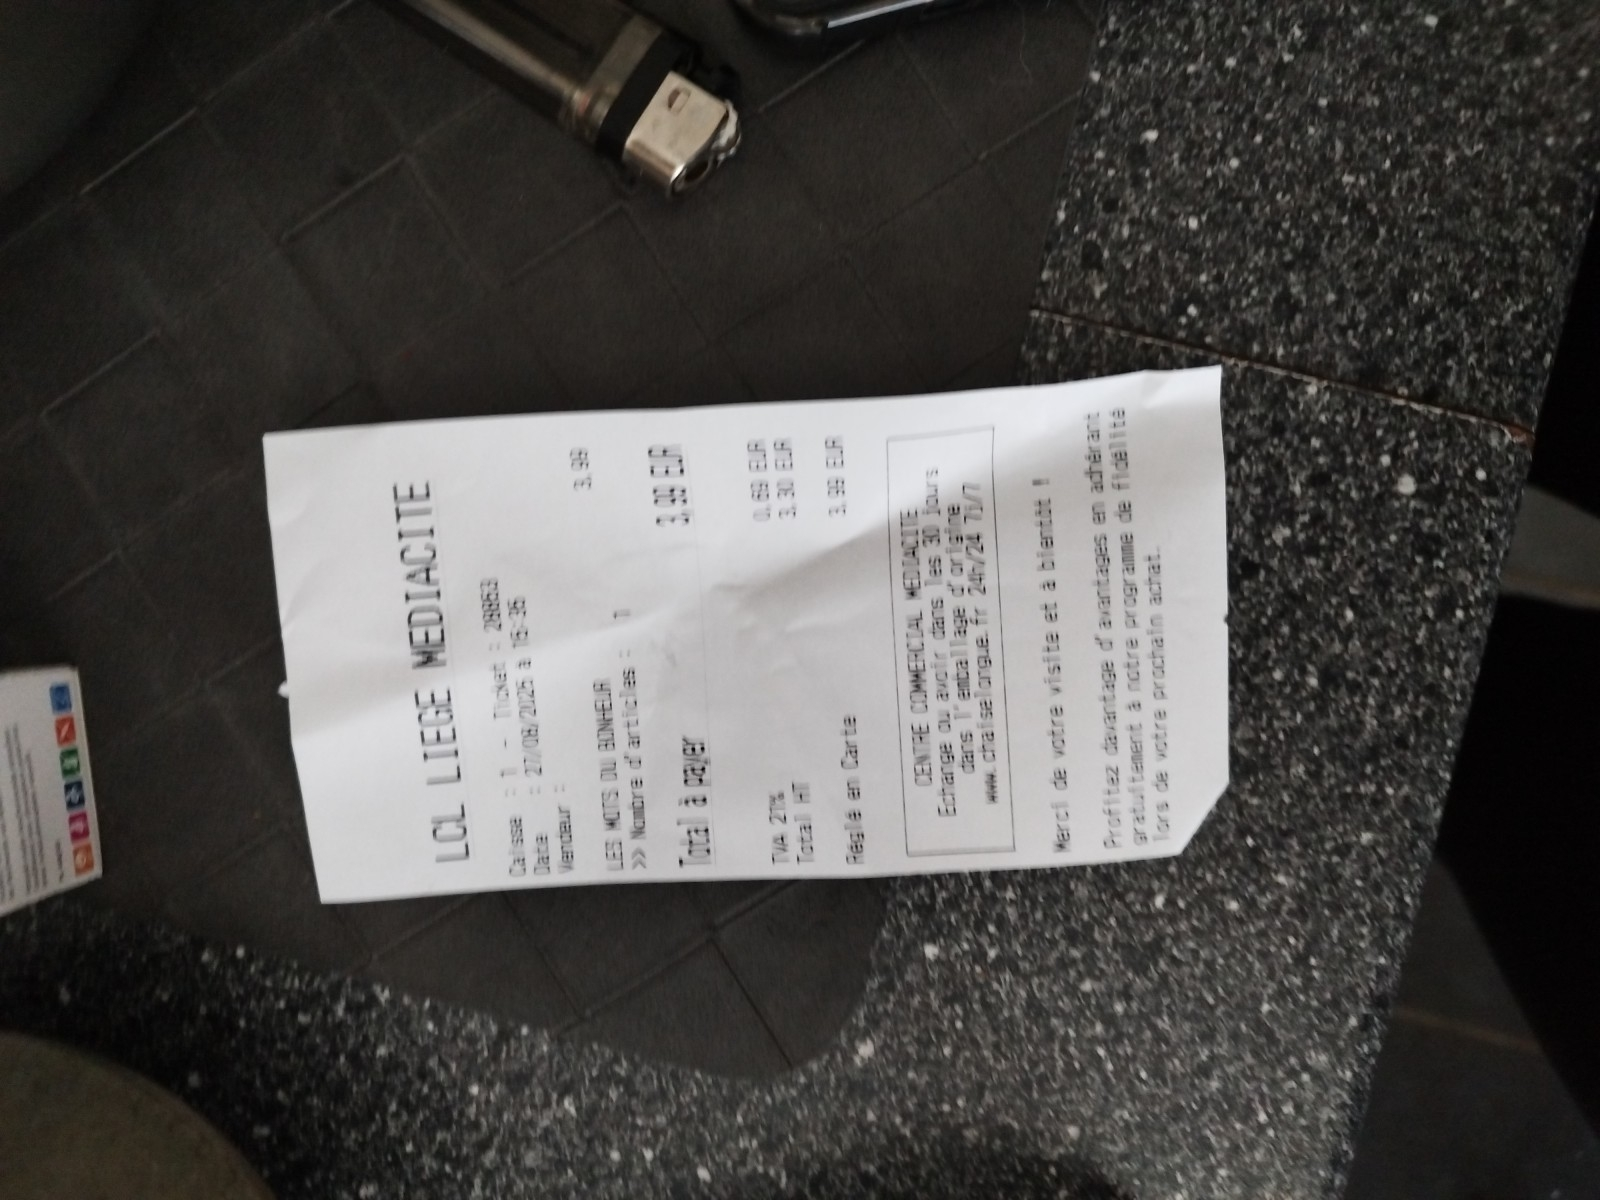 LCL LIEGE MEDIACITE
Caisse : 1 - Ticket :
Date : 27/08/2025 à 16:36
Vendeur :
3,99
LES MOTS DU BONHEUR
>> Nombre d'articles : 1
Total à payer 3,99 EUR
TVA 21% 0,69 EUR
Total HT 3,30 EUR
Réglé en Carte 3,99 EUR
CENTRE COMMERCIAL MEDIACITE
Echange ou avoir dans les 30 jours
dans l'emballage d'origine
www.chaiselongue.fr 24h/24 7j/7
Merci de votre visite et à bientôt !!
Profitez davantage d'avantages en adhérant
gratuitement à notre programme de fidélité
lors de votre prochain achat.